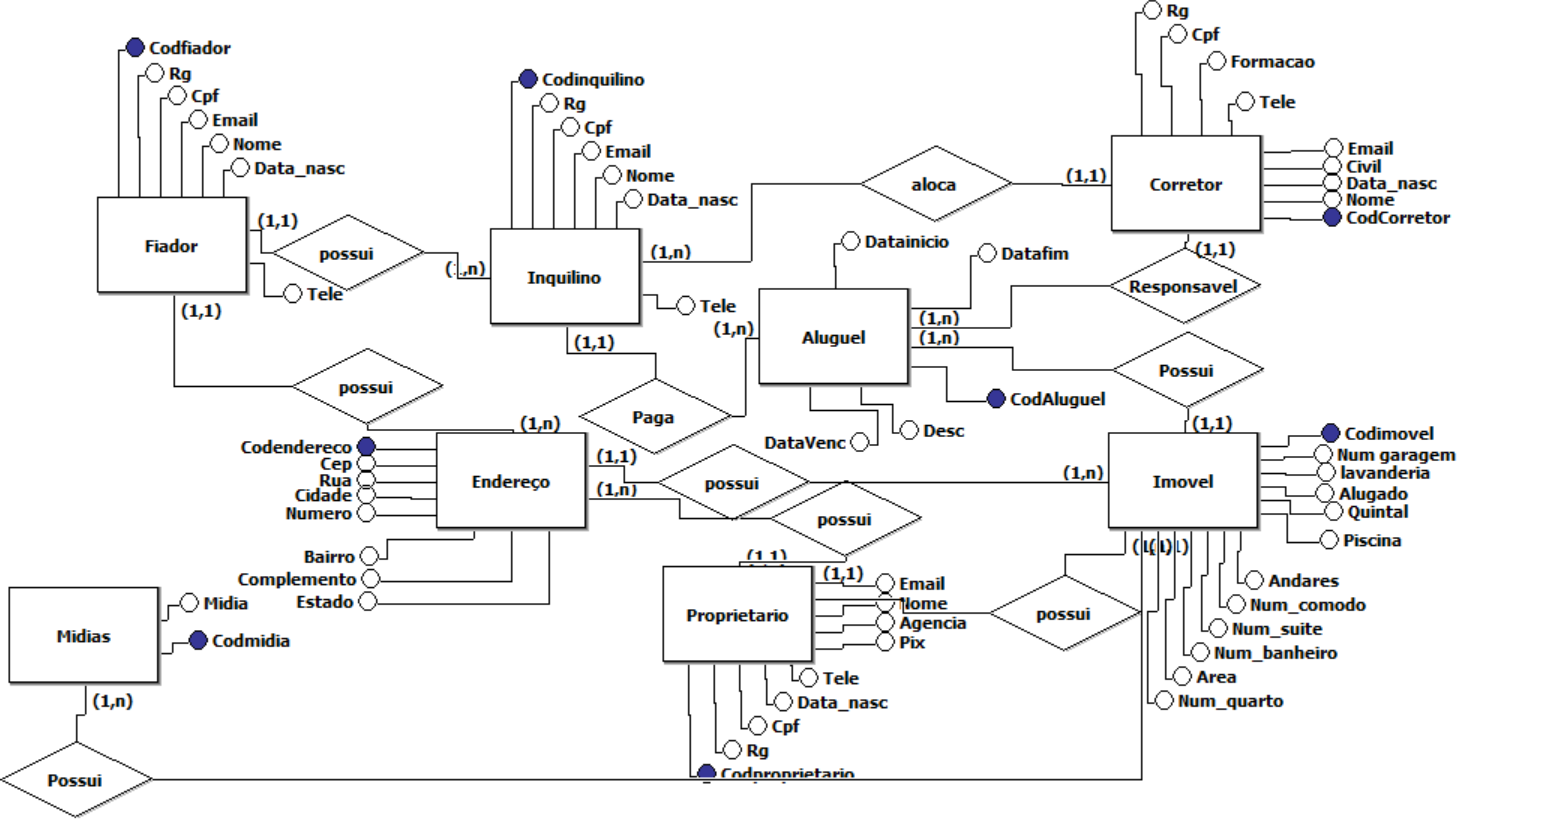 Codfiador
Rg
Cpf
Email
Nome
Data_nasc
Fiador
(1,1)
possui
Tele
(1,1)
Codinquilino
Rg
Cpf
Email
Nome
Data_nasc
Inquilino
(1,n)
Tele
(1,1)
aloca
(1,1)
Rg
Cpf
Formacao
Tele
Corretor
Email
Civil
Data_nasc
Nome
CodCorretor
(1,1)
Responsavel
Datainicio
Datafim
(1,n)
Aluguel
(1,n)
(1,n)
CodAluguel
DataVenc
Desc
Possui
(1,1)
possui
Paga
(1,n)
Codendereco
Cep
Rua
Cidade
Numero
Endereço
Bairro
Complemento
Estado
(1,1)
(1,n)
possui
(1,n)
possui
Imovel
Codimovel
Num garagem
lavanderia
Alugado
Quintal
Piscina
Andares
Num_comodo
Num_suite
Num_banheiro
Area
Num_quarto
possui
(1,1)
(1,1)
Proprietario
Email
Nome
Agencia
Pix
Tele
Data_nasc
Cpf
Rg
Codproprietario
Midias
Midia
Codmidia
(1,n)
Possui